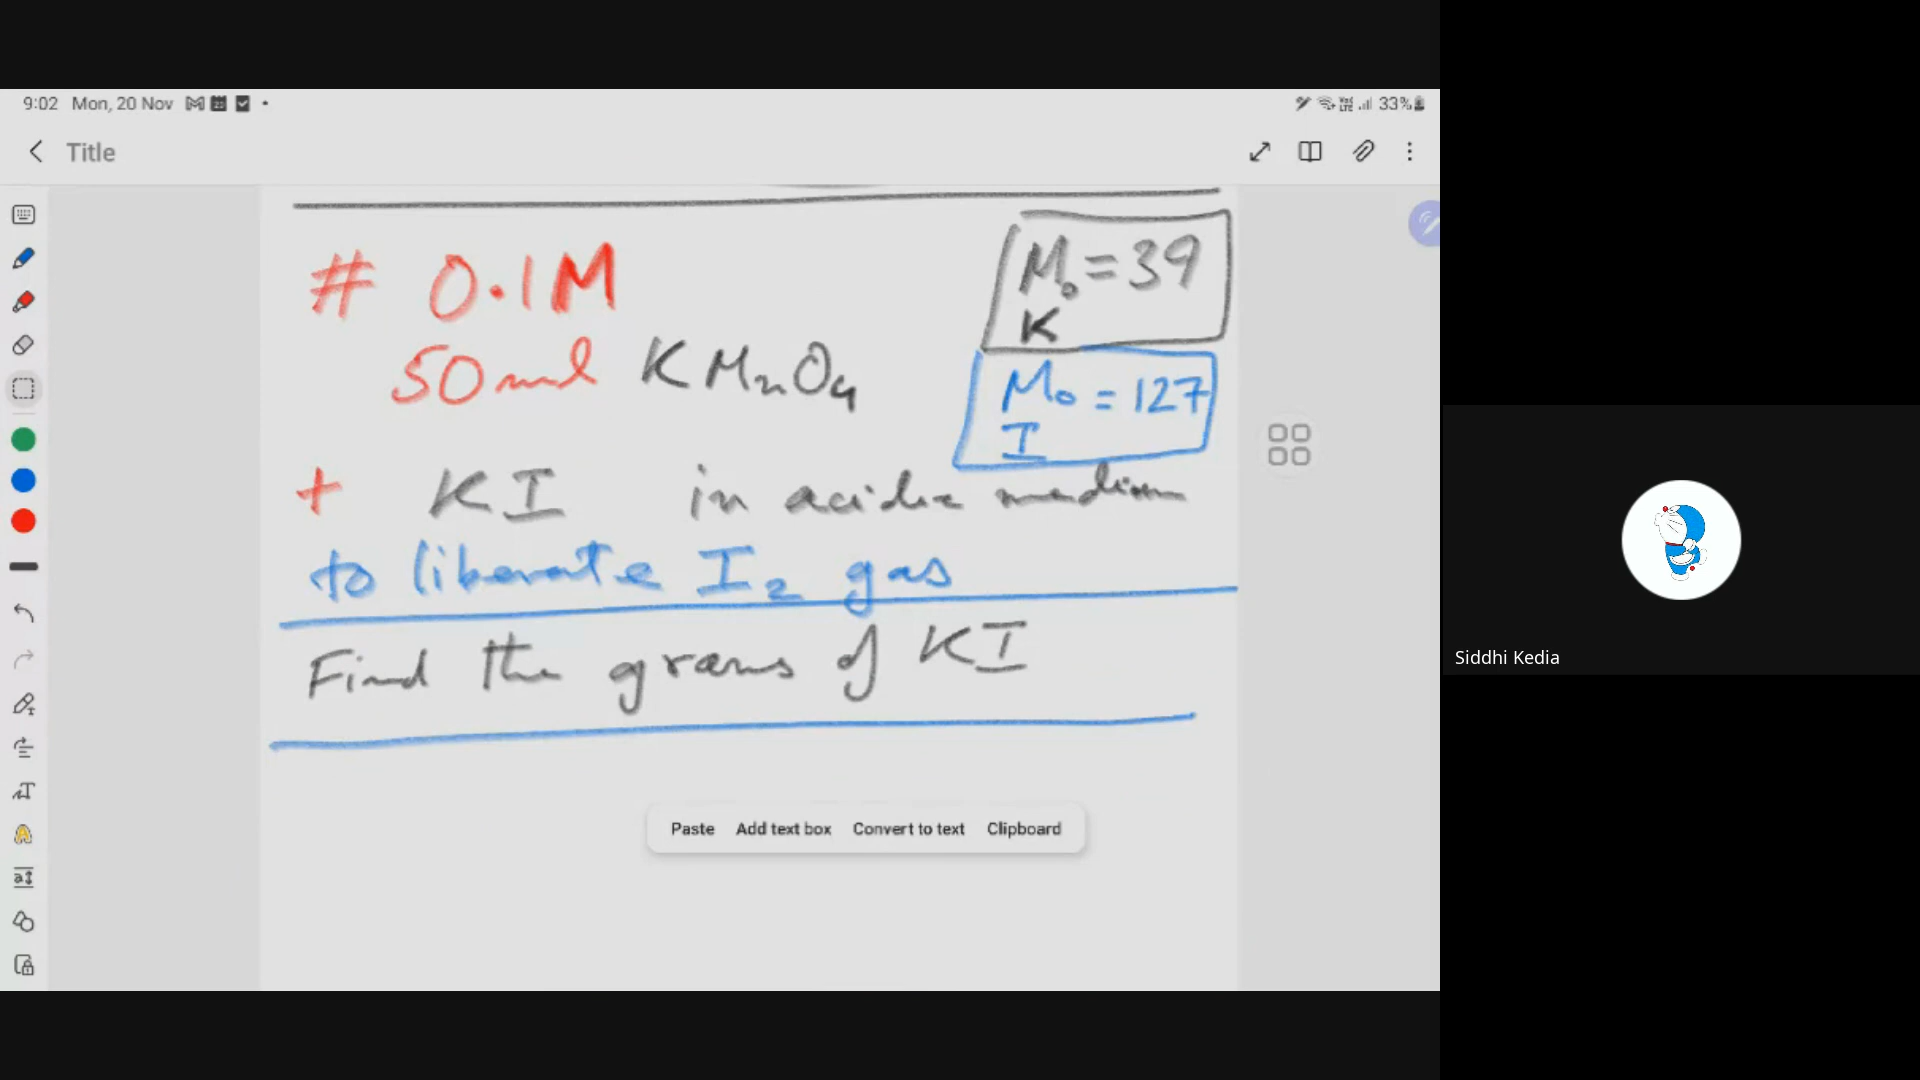 9:02 Mon, 20 Nov
33%
Title
# 0.1M
50ml KMnO4
M0 = 39
K
M0 = 127
I
+ KI in acidic medium
to liberate I2 gas
Find the grams of KI
Paste Add text box Convert to text Clipboard
Siddhi Kedia